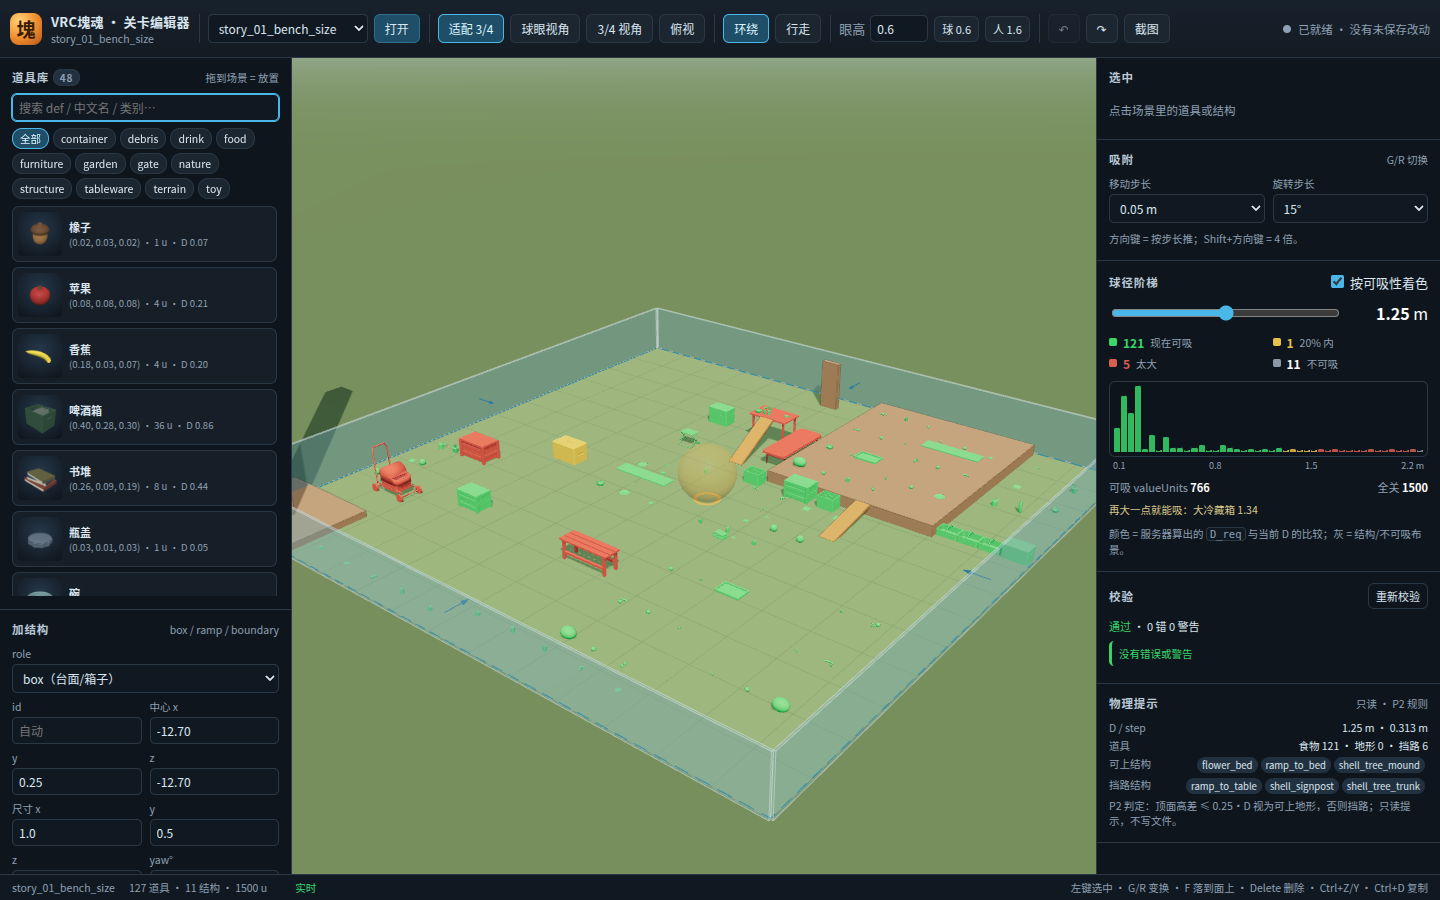 塊
VRC塊魂 · 关卡编辑器
story_01_bench_size
story_01_bench_size
打开
适配 3/4
球眼视角
3/4 视角
俯视
环绕
行走
眼高
0.6
球 0.6
人 1.6
↶
↷
截图
已就绪 · 没有未保存改动
道具库 48
拖到场景 = 放置
搜索 def / 中文名 / 类别…
全部 container debris drink food
furniture garden gate nature
structure tableware terrain toy
橡子
(0.02, 0.03, 0.02) · 1 u · D 0.07
苹果
(0.08, 0.08, 0.08) · 4 u · D 0.21
香蕉
(0.18, 0.03, 0.07) · 4 u · D 0.20
啤酒箱
(0.40, 0.28, 0.30) · 36 u · D 0.86
书堆
(0.26, 0.09, 0.19) · 8 u · D 0.44
瓶盖
(0.03, 0.01, 0.03) · 1 u · D 0.05
碗
加结构
box / ramp / boundary
role
box（台面/箱子）
id
中心 x
自动
-12.70
y
z
0.25
-12.70
尺寸 x
y
1.0
0.5
z
yaw°
选中
点击场景里的道具或结构
吸附
G/R 切换
移动步长
旋转步长
0.05 m
15°
方向键 = 按步长推；Shift+方向键 = 4 倍。
球径阶梯
按可吸性着色
1.25 m
121 现在可吸
1 20% 内
5 太大
11 不可吸
0.1 0.8 1.5 2.2 m
可吸 valueUnits 766
全关 1500
再大一点就能吸：大冷藏箱 1.34
颜色 = 服务器算出的 D_req 与当前 D 的比较；灰 = 结构/不可吸布
景。
校验
重新校验
通过 · 0 错 0 警告
没有错误或警告
物理提示
只读 · P2 规则
D / step
1.25 m · 0.313 m
道具
食物 121 · 地形 0 · 挡路 6
可上结构
flower_bed ramp_to_bed shell_tree_mound
挡路结构
ramp_to_table shell_signpost shell_tree_trunk
P2 判定：顶面高差 ≤ 0.25·D 视为可上地形，否则挡路；只读提
示，不写文件。
story_01_bench_size
127 道具 · 11 结构 · 1500 u
实时
左键选中 · G/R 变换 · F 落到面上 · Delete 删除 · Ctrl+Z/Y · Ctrl+D 复制